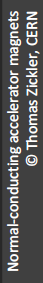 Normal-conducting accelerator magnets
© Thomas Zickler, CERN